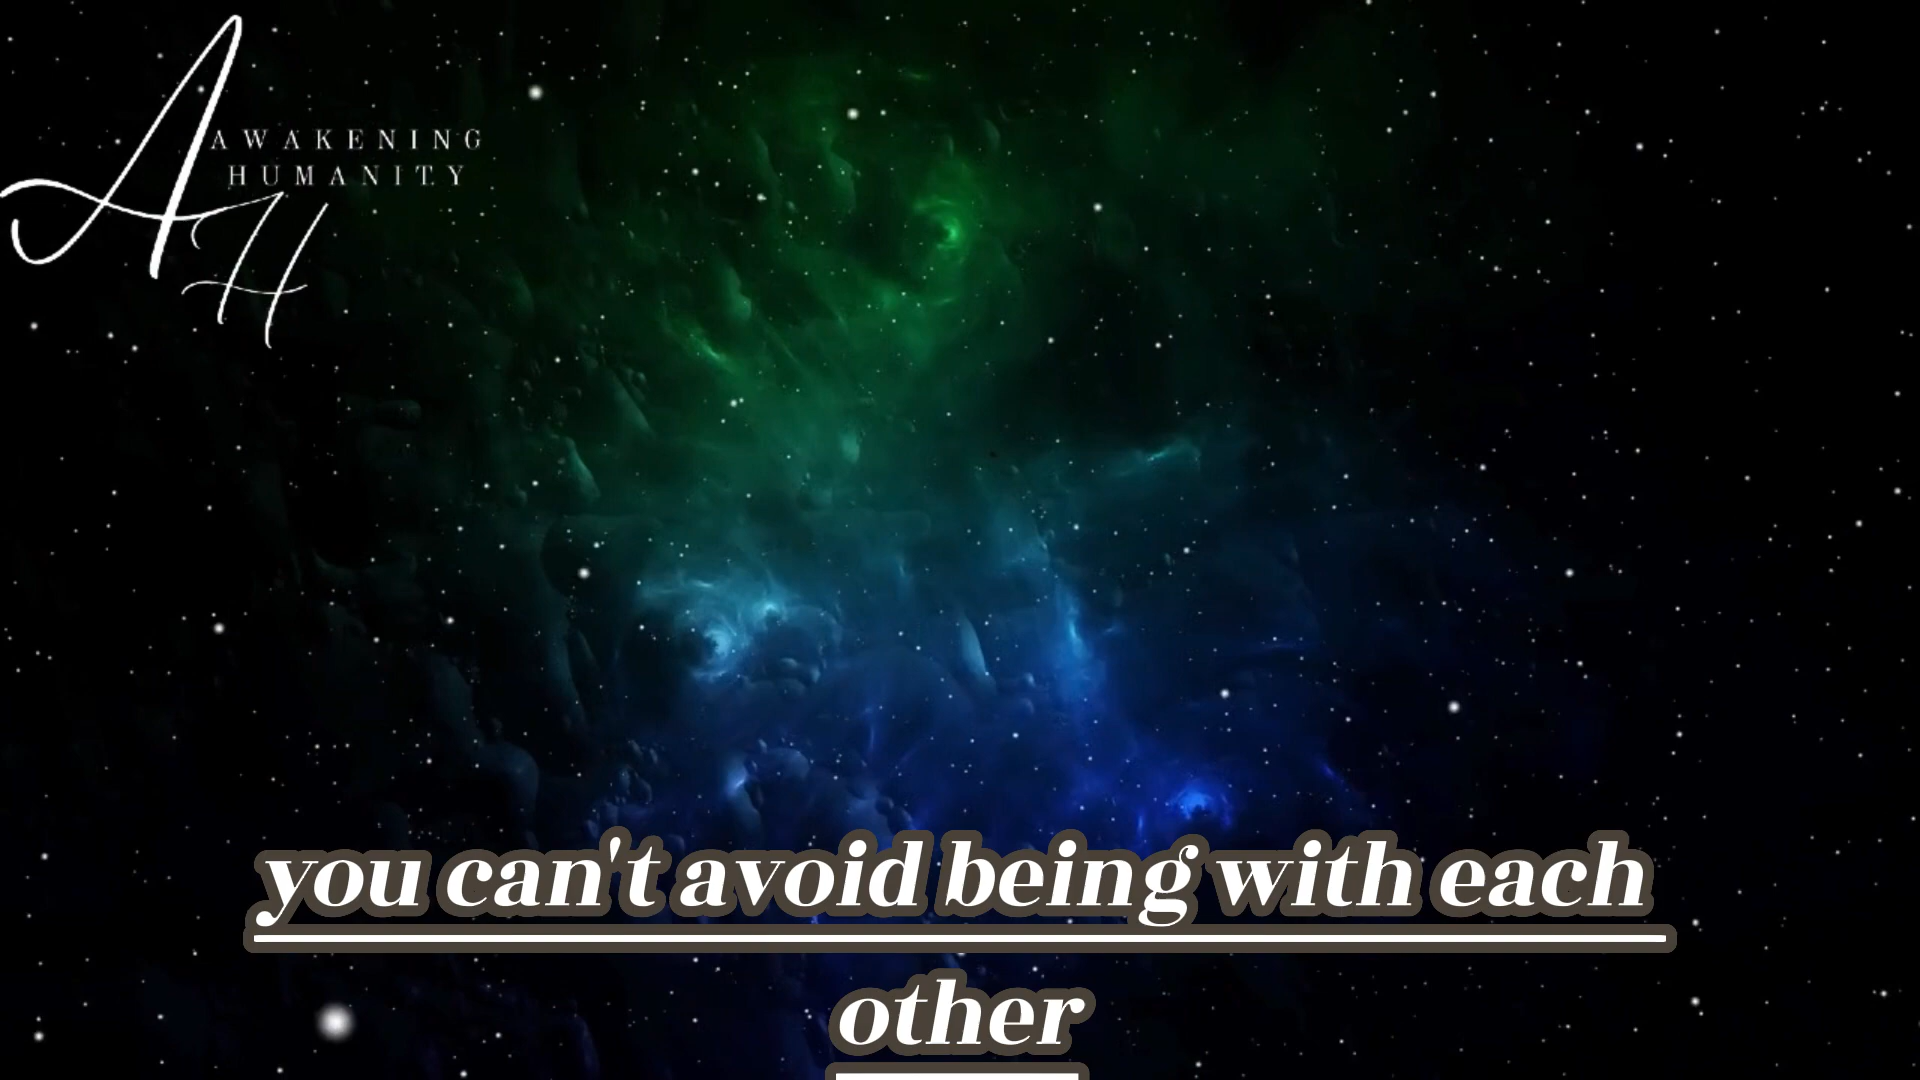 A
AWAKENING
HUMANITY
H
you can't avoid being with each
other